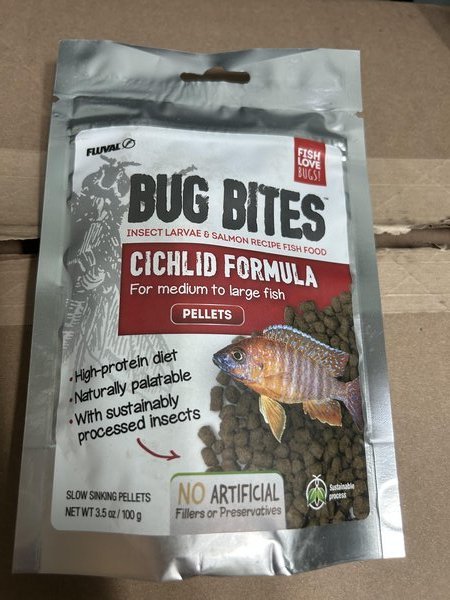 FLUVAL
FISH
LOVE
BUGS!
BUG BITES™
INSECT LARVAE & SALMON RECIPE FISH FOOD
CICHLID FORMULA
For medium to large fish
PELLETS
• High-protein diet
• Naturally palatable
• With sustainably
processed insects
SLOW SINKING PELLETS
NET WT 3.5 oz / 100 g
NO ARTIFICIAL
Fillers or Preservatives
Sustainable
process